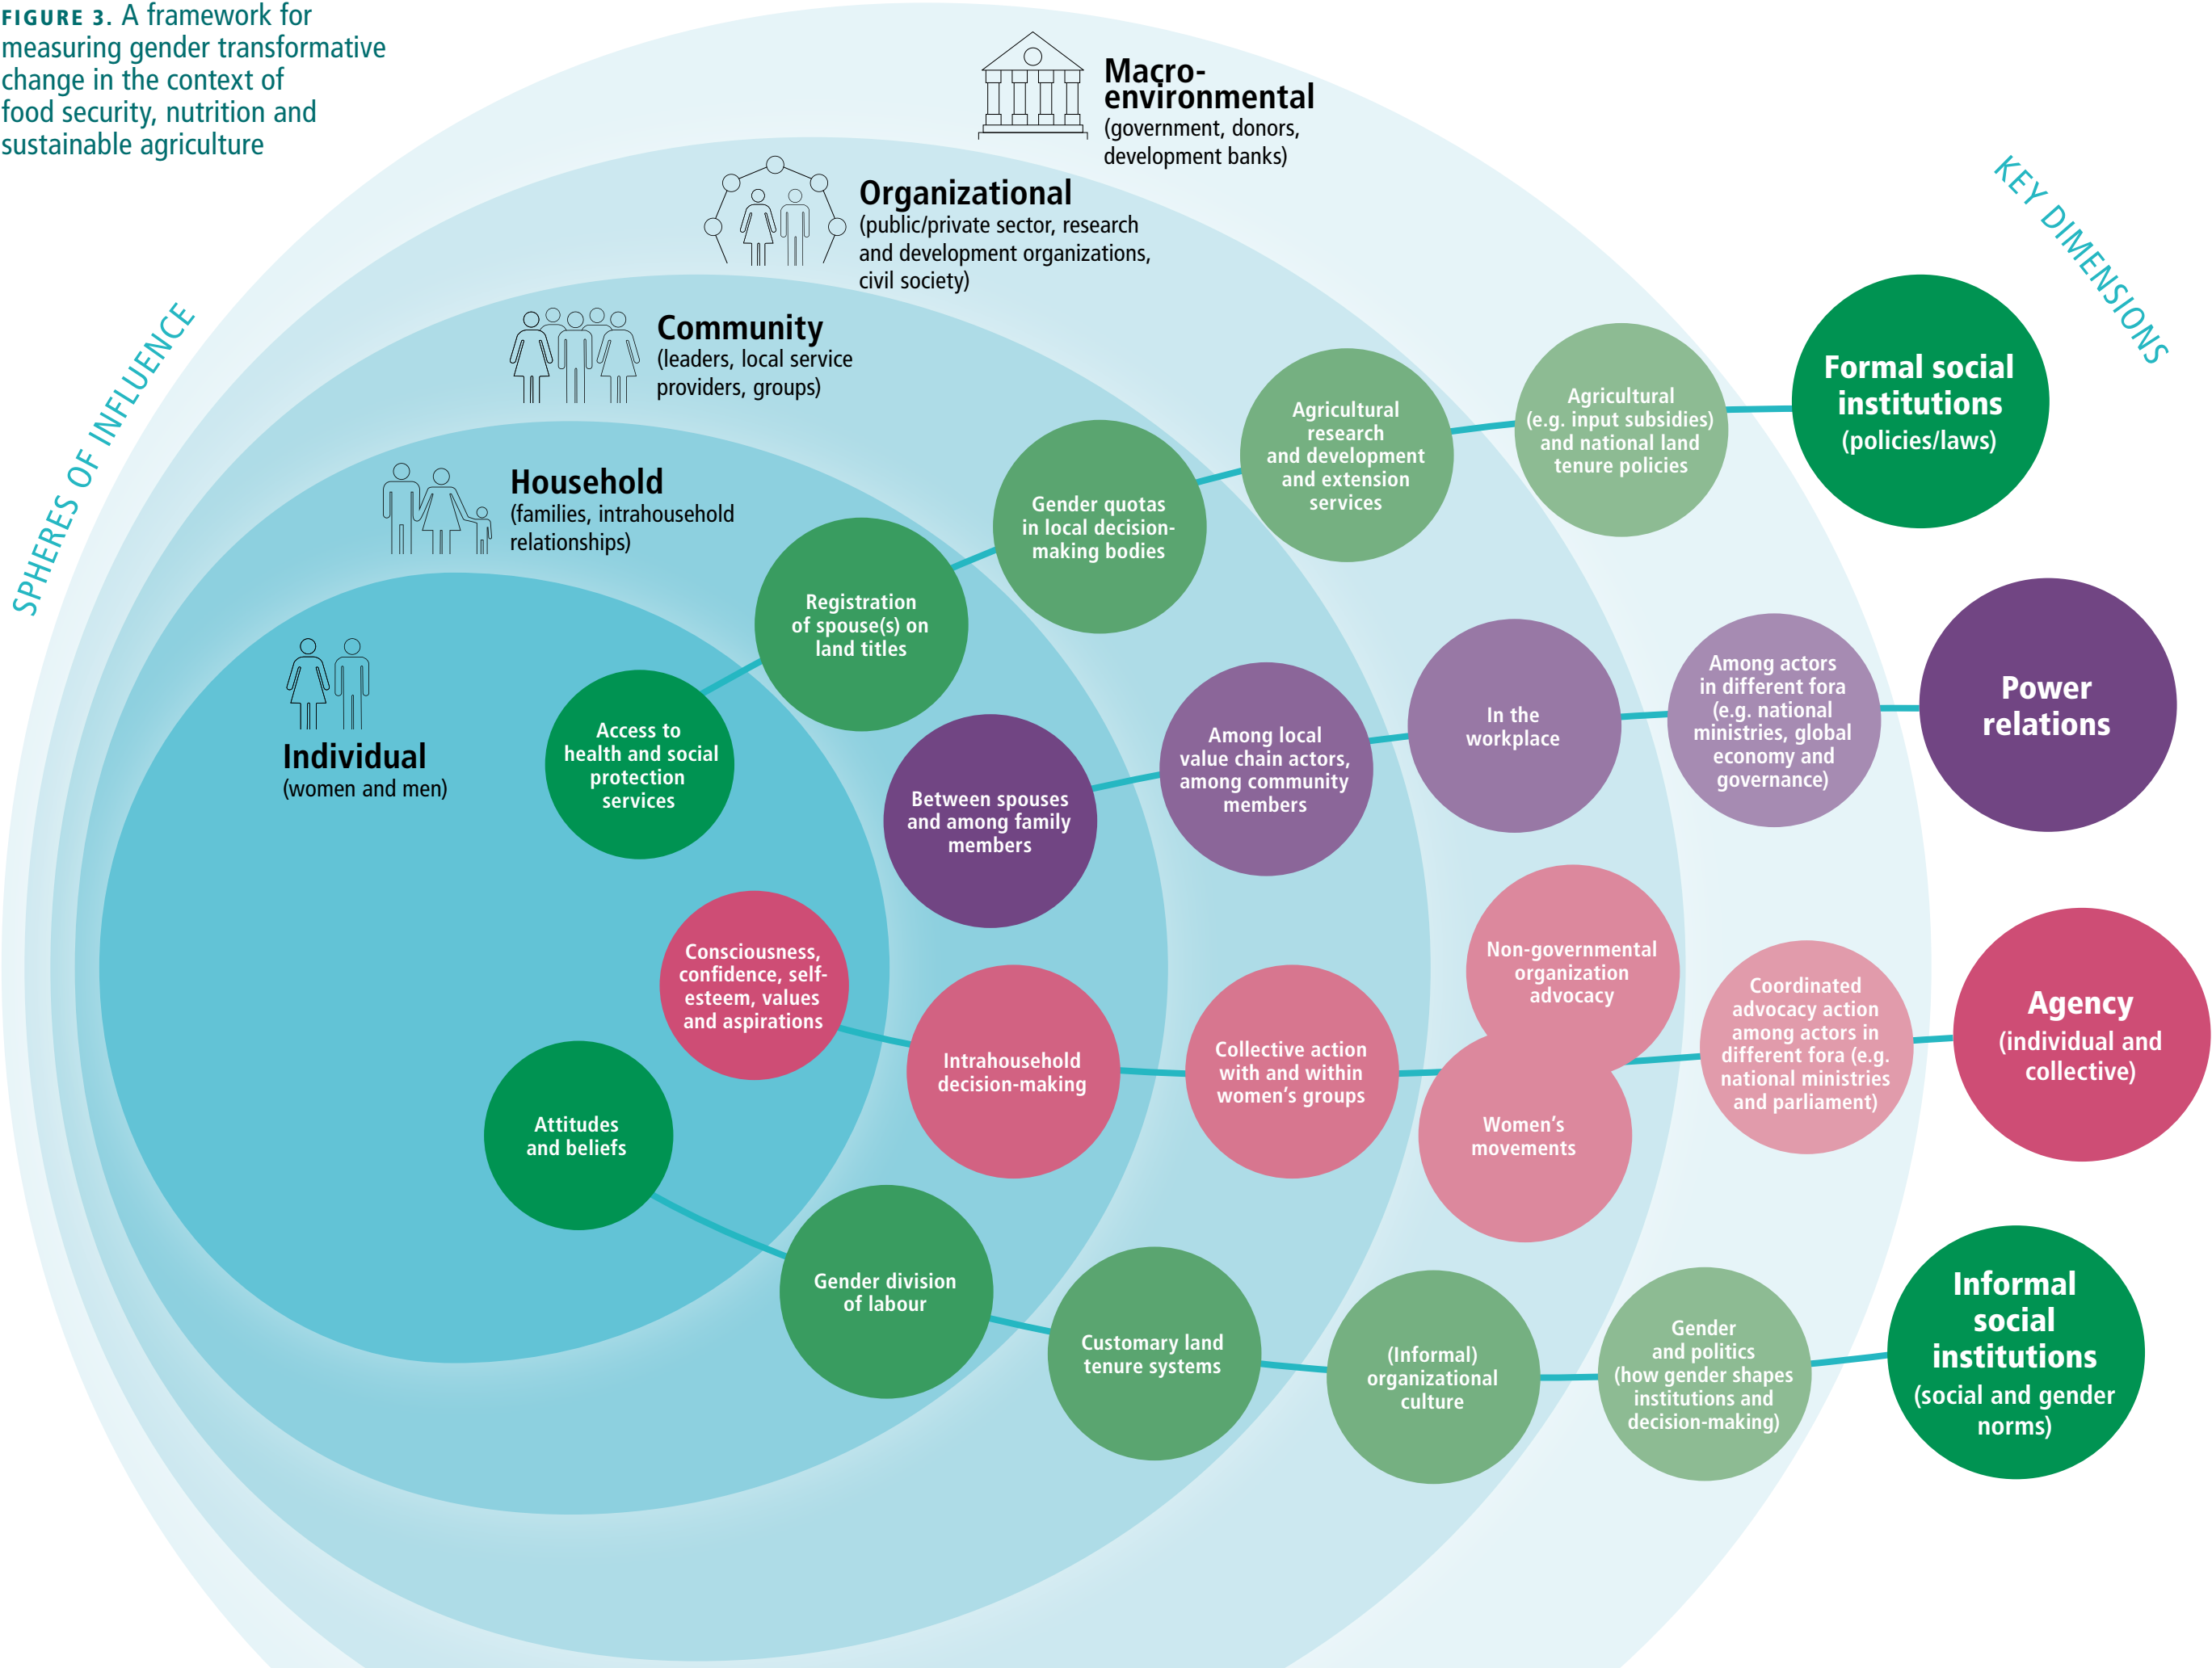 FIGURE 3. A framework for
measuring gender transformative
change in the context of
food security, nutrition and
sustainable agriculture
SPHERES OF INFLUENCE
KEY DIMENSIONS
Macro-
environmental
(government, donors,
development banks)
Organizational
(public/private sector, research
and development organizations,
civil society)
Community
(leaders, local service
providers, groups)
Household
(families, intrahousehold
relationships)
Individual
(women and men)
Access to
health and social
protection
services
Registration
of spouse(s) on
land titles
Gender quotas
in local decision-
making bodies
Agricultural
research
and development
and extension
services
Agricultural
(e.g. input subsidies)
and national land
tenure policies
Formal social
institutions
(policies/laws)
Between spouses
and among family
members
Among local
value chain actors,
among community
members
In the
workplace
Among actors
in different fora
(e.g. national
ministries, global
economy and
governance)
Power
relations
Consciousness,
confidence, self-
esteem, values
and aspirations
Intrahousehold
decision-making
Collective action
with and within
women's groups
Non-governmental
organization
advocacy
Women's
movements
Coordinated
advocacy action
among actors in
different fora (e.g.
national ministries
and parliament)
Agency
(individual and
collective)
Attitudes
and beliefs
Gender division
of labour
Customary land
tenure systems
(Informal)
organizational
culture
Gender
and politics
(how gender shapes
institutions and
decision-making)
Informal
social
institutions
(social and gender
norms)